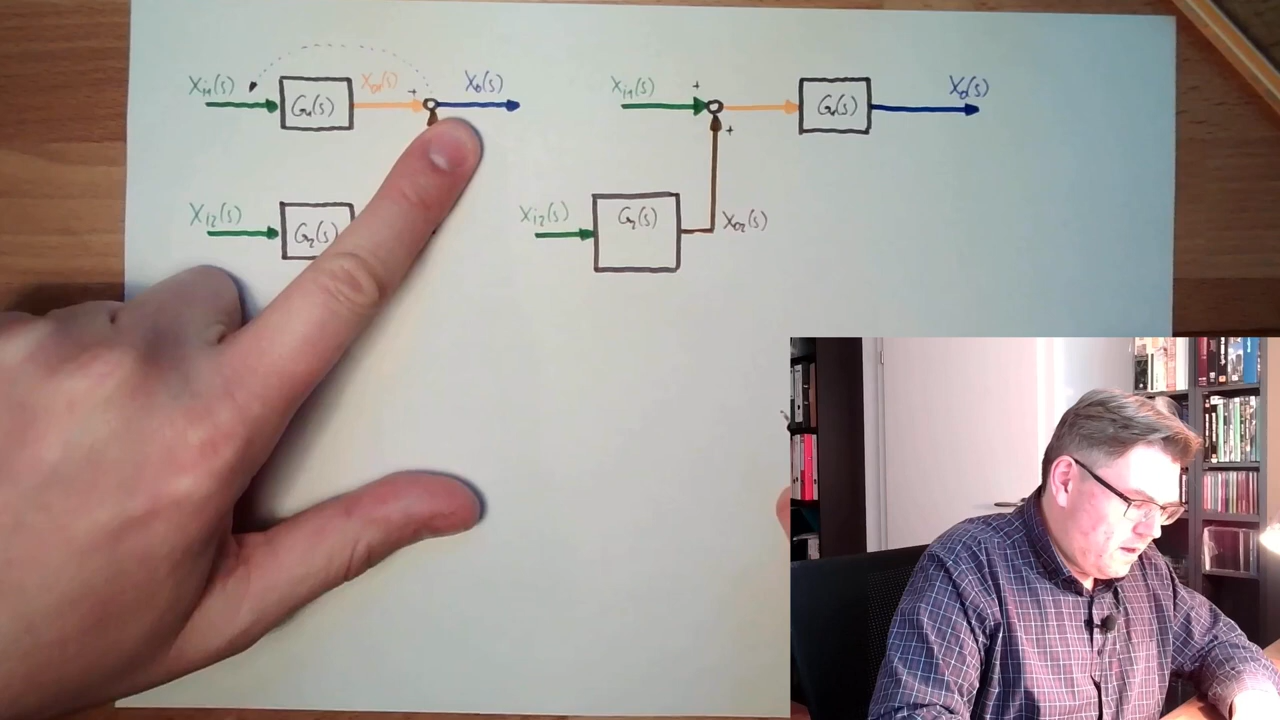 Xi1(s) G1(s) Xo1(s) + Xo(s)
Xi2(s) G2(s)
Xi1(s) + + G1(s) Xo(s)
Xi2(s) G2(s) Xo2(s)